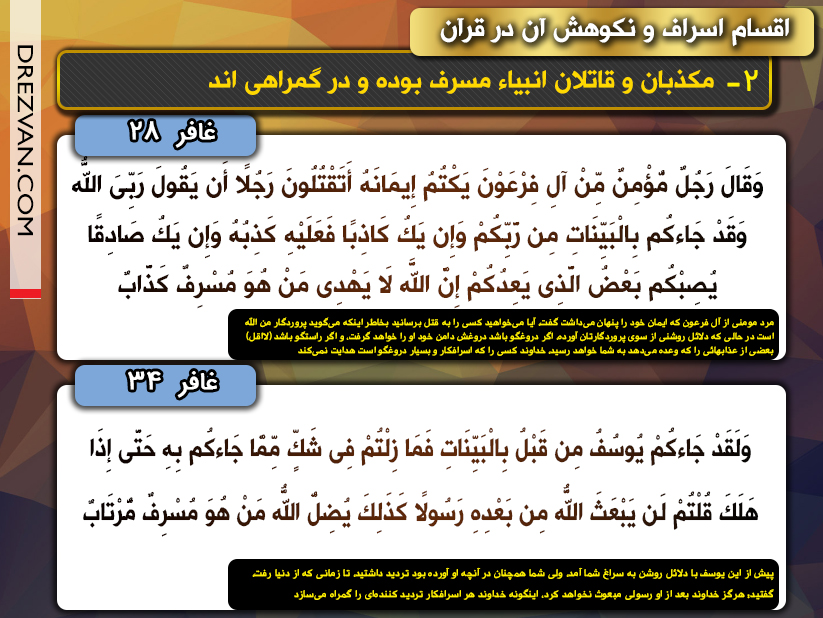 اقسام اسراف و نکوهش آن در قرآن
۲- مکذبان و قاتلان انبیاء مسرف بوده و در گمراهی اند
DREZVAN.COM
غافر ۲۸
وَقَالَ رَجُلٌ مُّؤْمِنٌ مِّنْ آلِ فِرْعَوْنَ يَكْتُمُ إِيمَانَهُ أَتَقْتُلُونَ رَجُلًا أَن يَقُولَ رَبِّيَ اللَّهُ
وَقَدْ جَاءكُم بِالْبَيِّنَاتِ مِن رَّبِّكُمْ وَإِن يَكُ كَاذِبًا فَعَلَيْهِ كَذِبُهُ وَإِن يَكُ صَادِقًا
يُصِبْكُم بَعْضُ الَّذِي يَعِدُكُمْ إِنَّ اللَّهَ لَا يَهْدِي مَنْ هُوَ مُسْرِفٌ كَذَّابٌ
مرد مومنی از آل فرعون که ایمان خود را پنهان می‌داشت گفت، آیا می‌خواهید کسی را به قتل برسانید بخاطر اینکه می‌گوید پروردگار من الله
است در حالی که دلائل روشنی از سوی پروردگارتان آورده، اگر دروغگو باشد دروغش دامن خود او را خواهد گرفت، و اگر راستگو باشد (لااقل)
بعضی از عذابهائی را که وعده می‌دهد به شما خواهد رسید، خداوند کسی را که اسرافکار و بسیار دروغگو است هدایت نمی‌کند
غافر ۳۴
وَلَقَدْ جَاءكُمْ يُوسُفُ مِن قَبْلُ بِالْبَيِّنَاتِ فَمَا زِلْتُمْ فِي شَكٍّ مِّمَّا جَاءكُم بِهِ حَتَّى إِذَا
هَلَكَ قُلْتُمْ لَن يَبْعَثَ اللَّهُ مِن بَعْدِهِ رَسُولًا كَذَلِكَ يُضِلُّ اللَّهُ مَنْ هُوَ مُسْرِفٌ مُّرْتَابٌ
پیش از این یوسف با دلائل روشن به سراغ شما آمد، ولی شما همچنان در آنچه او آورده بود تردید داشتید، تا زمانی که از دنیا رفت،
گفتید: هرگز خداوند بعد از او رسولی مبعوث نخواهد کرد، اینگونه خداوند هر اسرافکار تردید کننده‌ای را گمراه می‌سازد